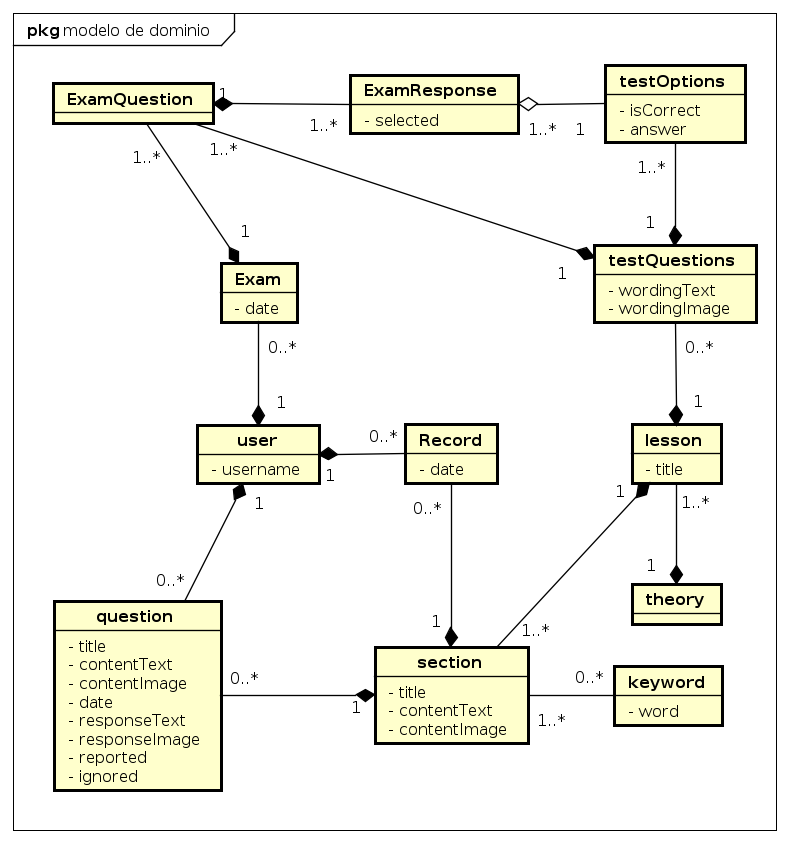 pkg modelo de dominio
ExamQuestion
1
1..*
ExamResponse
- selected
1..*
1
testOptions
- isCorrect
- answer
1..*
1..*
1..*
1
1
1
testQuestions
- wordingText
- wordingImage
Exam
- date
0..*
0..*
1
1
user
- username
1
0..*
Record
- date
lesson
- title
1
0..*
1
1..*
1
theory
0..*
question
- title
- contentText
- contentImage
- date
- responseText
- responseImage
- reported
- ignored
0..*
1
1
1..*
section
- title
- contentText
- contentImage
1..*
0..*
keyword
- word